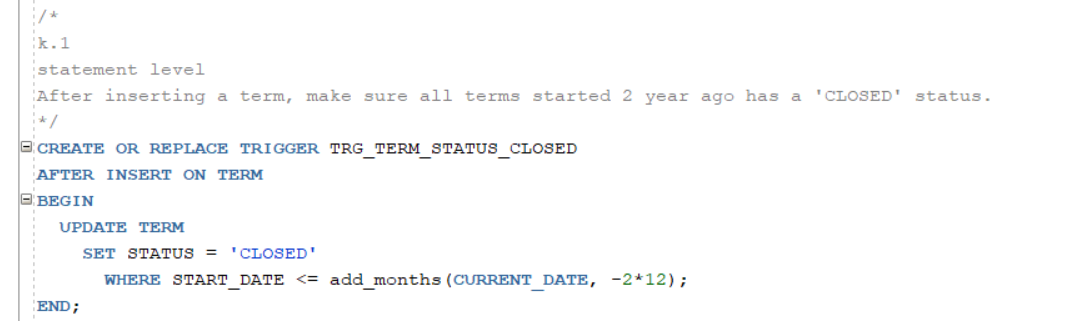 /*
k.1
statement level
After inserting a term, make sure all terms started 2 year ago has a 'CLOSED' status.
*/
CREATE OR REPLACE TRIGGER TRG_TERM_STATUS_CLOSED
AFTER INSERT ON TERM
BEGIN
UPDATE TERM
SET STATUS = 'CLOSED'
WHERE START_DATE <= add_months(CURRENT_DATE, -2*12);
END;